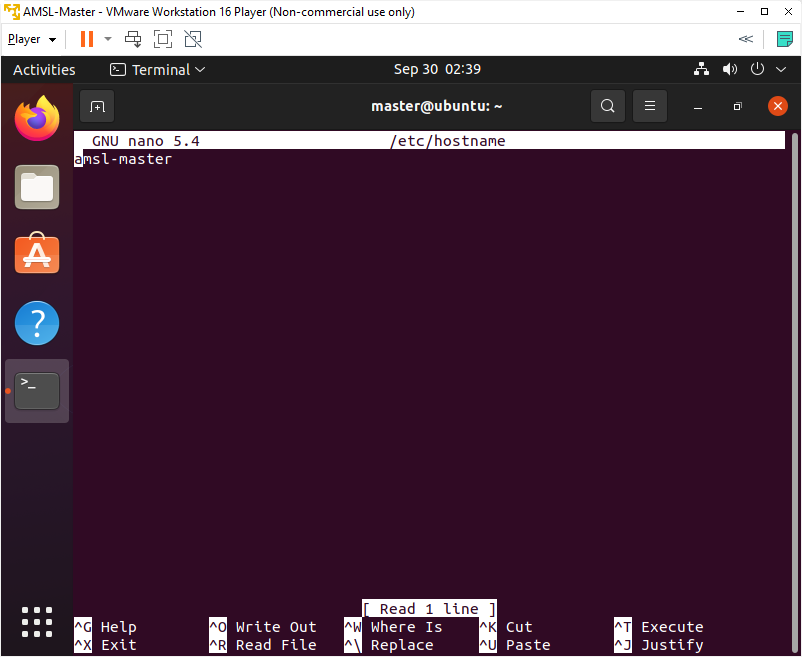 AMSL-Master - VMware Workstation 16 Player (Non-commercial use only)
Player
Activities Terminal Sep 30 02:39
master@ubuntu: ~
GNU nano 5.4 /etc/hostname
amsl-master
[ Read 1 line ]
^G Help ^O Write Out ^W Where Is ^K Cut ^T Execute
^X Exit ^R Read File ^\ Replace ^U Paste ^J Justify